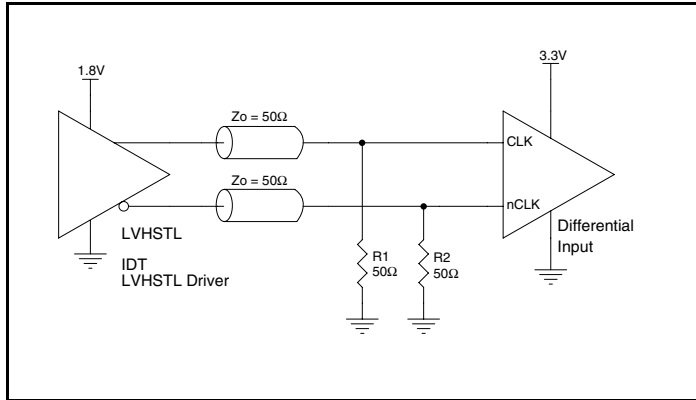 1.8V
3.3V
Zo = 50Ω
CLK
Zo = 50Ω
nCLK
LVHSTL
IDT
LVHSTL Driver
R1
50Ω
R2
50Ω
Differential
Input